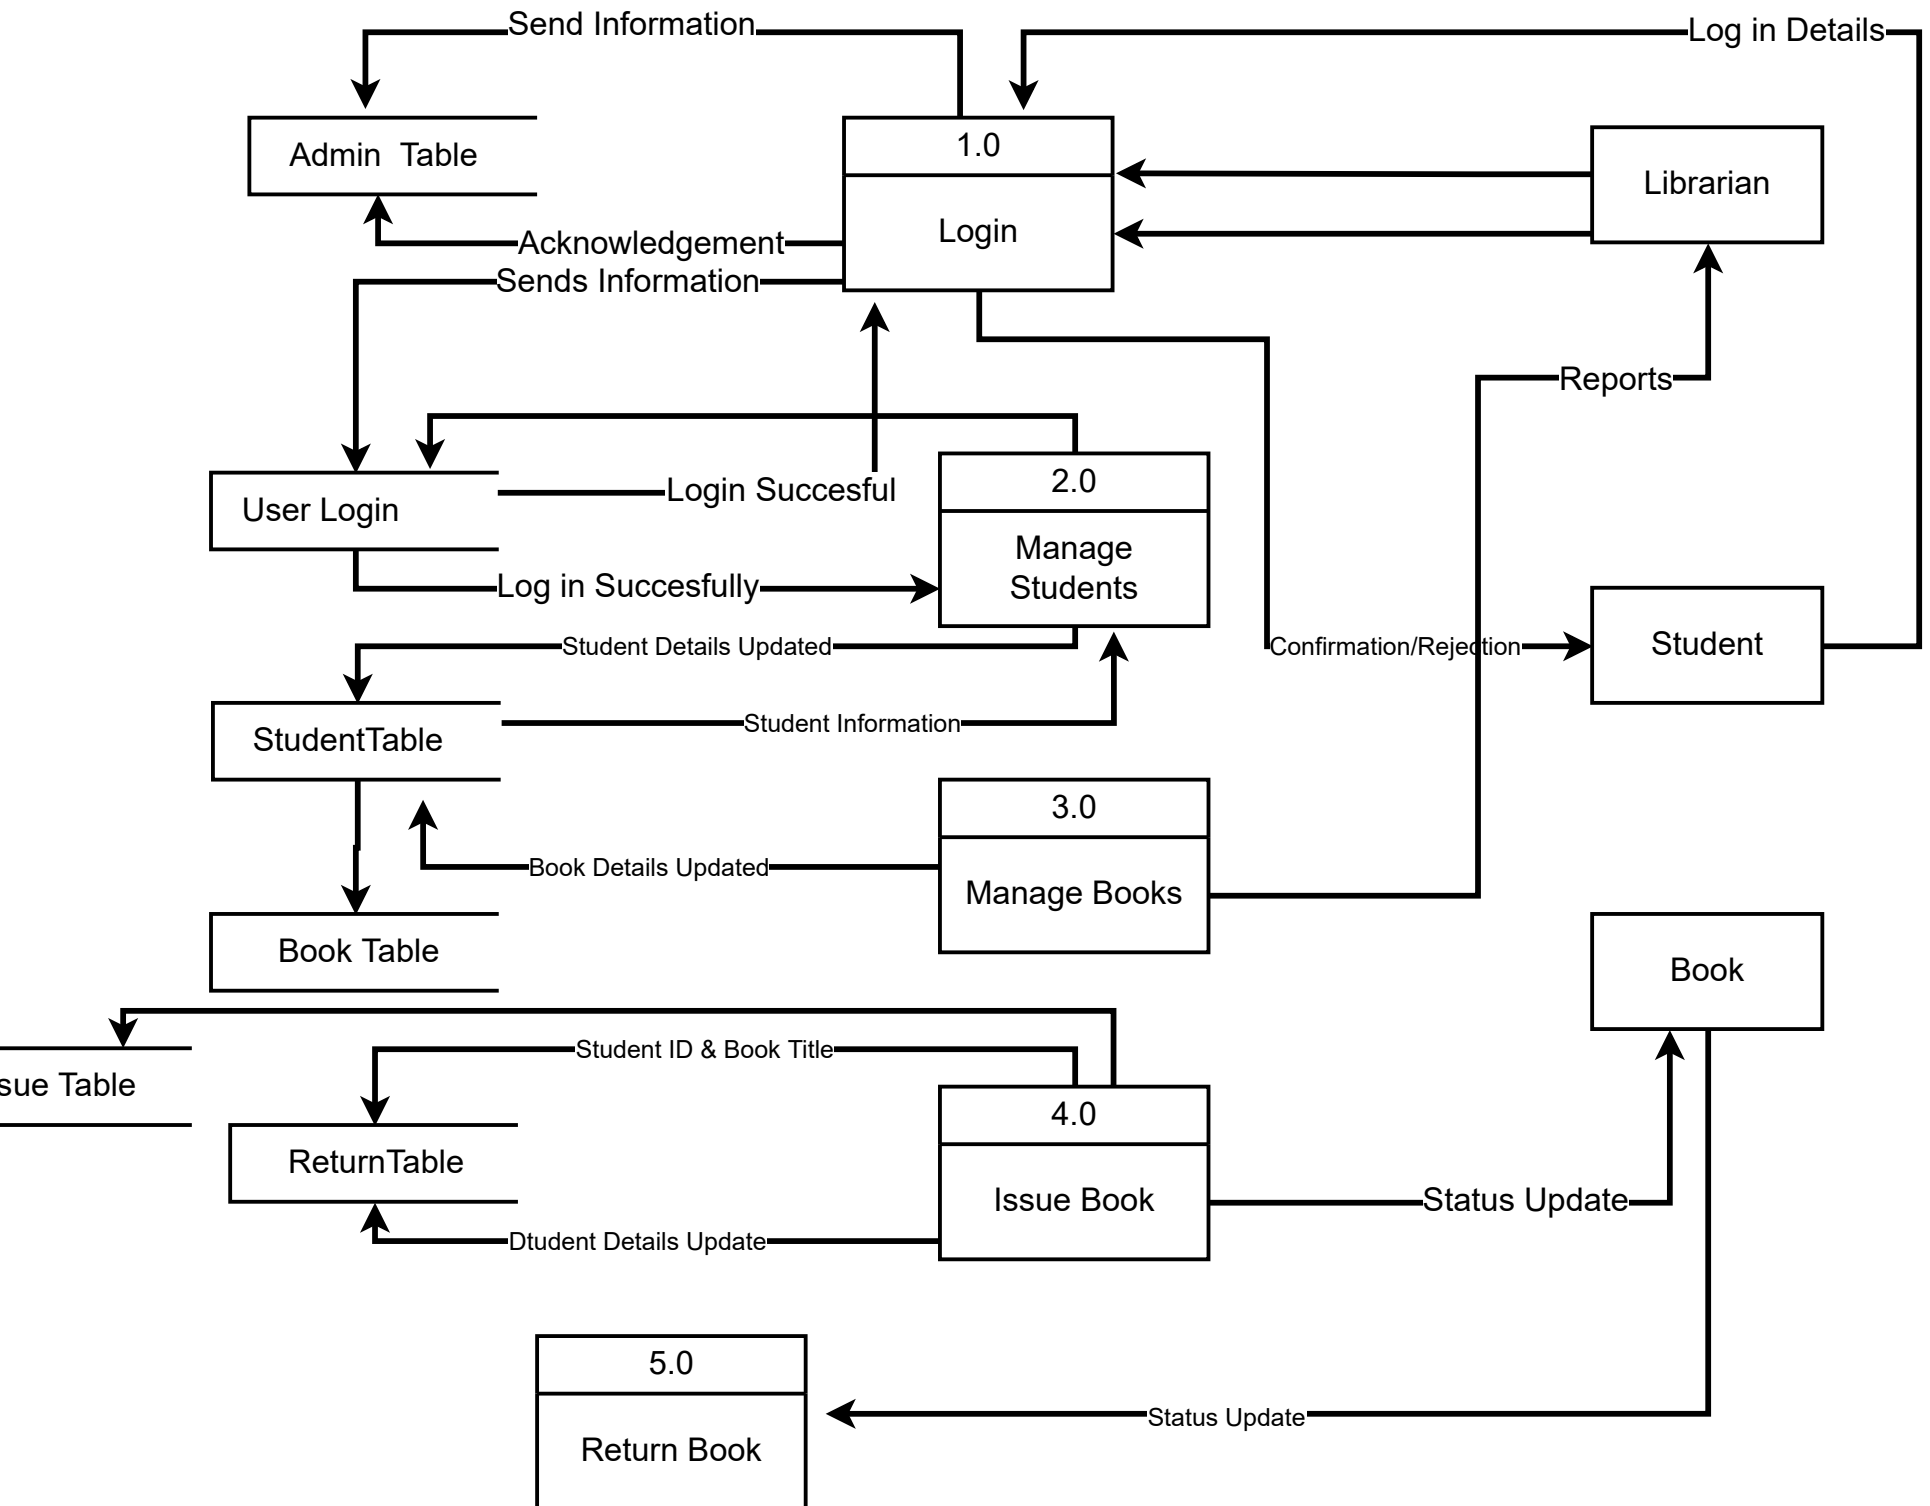 Send Information
Log in Details
Admin  Table
1.0
Login
Librarian
Acknowledgement
Sends Information
Reports
User Login
Login Succesful
2.0
Manage
Students
Log in Succesfully
Student Details Updated
Confirmation/Rejection
Student
StudentTable
Student Information
3.0
Manage Books
Book Details Updated
Book Table
Book
Student ID & Book Title
sue Table
4.0
Issue Book
ReturnTable
Status Update
Dtudent Details Update
5.0
Return Book
Status Update